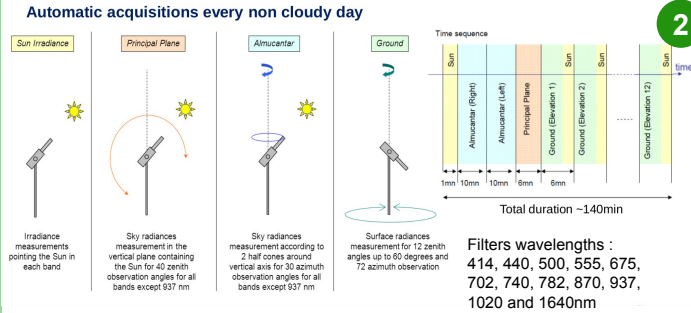 Automatic acquisitions every non cloudy day
2
Sun Irradiance
Principal Plane
Almucantar
Ground
Irradiance
measurements
pointing the Sun in
each band
Sky radiances
measurement in the
vertical plane containing
the Sun for 40 zenith
observation angles for all
bands except 937 nm
Sky radiances
measurement according to
2 half cones around
vertical axis for 30 azimuth
observation angles for all
bands except 937 nm
Surface radiances
measurement for 12 zenith
angles up to 60 degrees and
72 azimuth observation
Time sequence
Sun
Almucantar (Right)
Almucantar (Left)
Principal Plane
Ground (Elevation 1)
Sun
Ground (Elevation 2)
Sun
Ground (Elevation 12)
Sun
time
1mn
10mn
10mn
6mn
6mn
Total duration ~140min
Filters wavelengths :
414, 440, 500, 555, 675,
702, 740, 782, 870, 937,
1020 and 1640nm